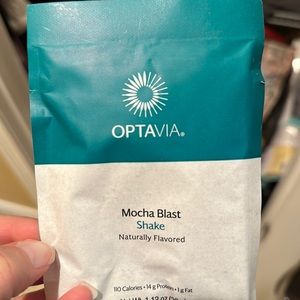 OPTAVIA®
Mocha Blast
Shake
Naturally Flavored
110 Calories • 14 g Protein • 1 g Fat